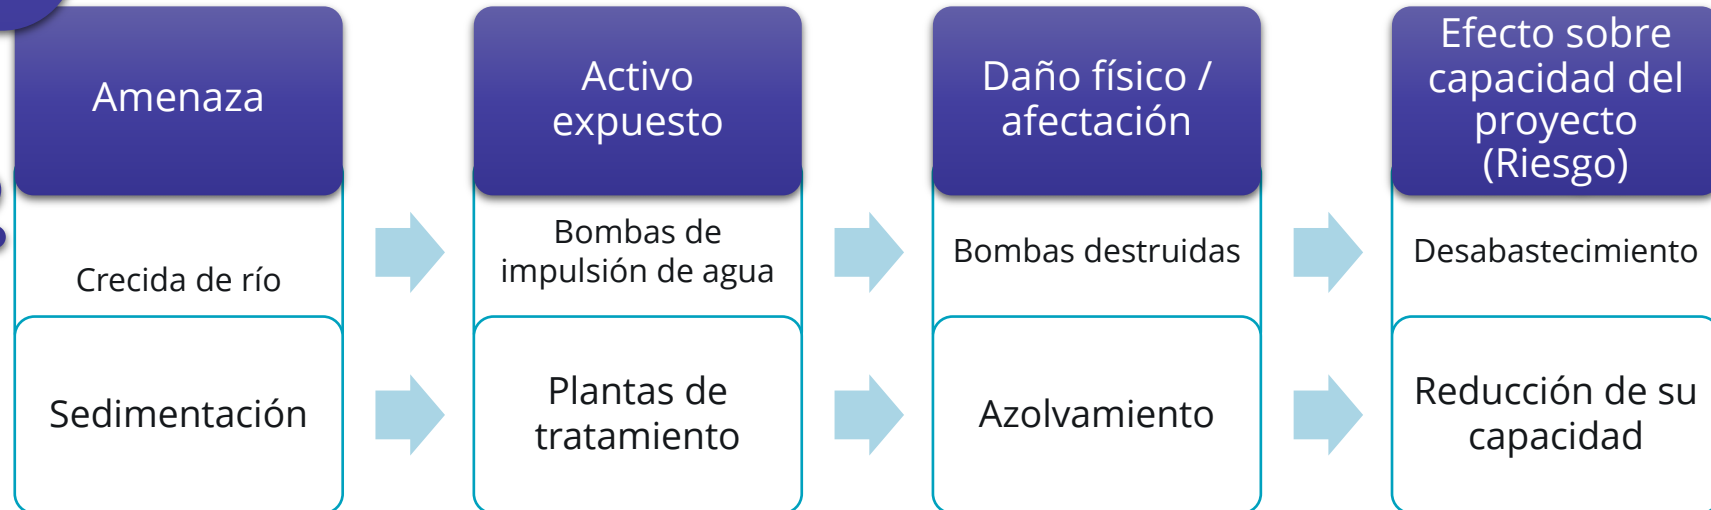 Amenaza
Activo
expuesto
Daño físico /
afectación
Efecto sobre
capacidad del
proyecto
(Riesgo)
Crecida de río
Bombas de
impulsión de agua
Bombas destruidas
Desabastecimiento
Sedimentación
Plantas de
tratamiento
Azolvamiento
Reducción de su
capacidad